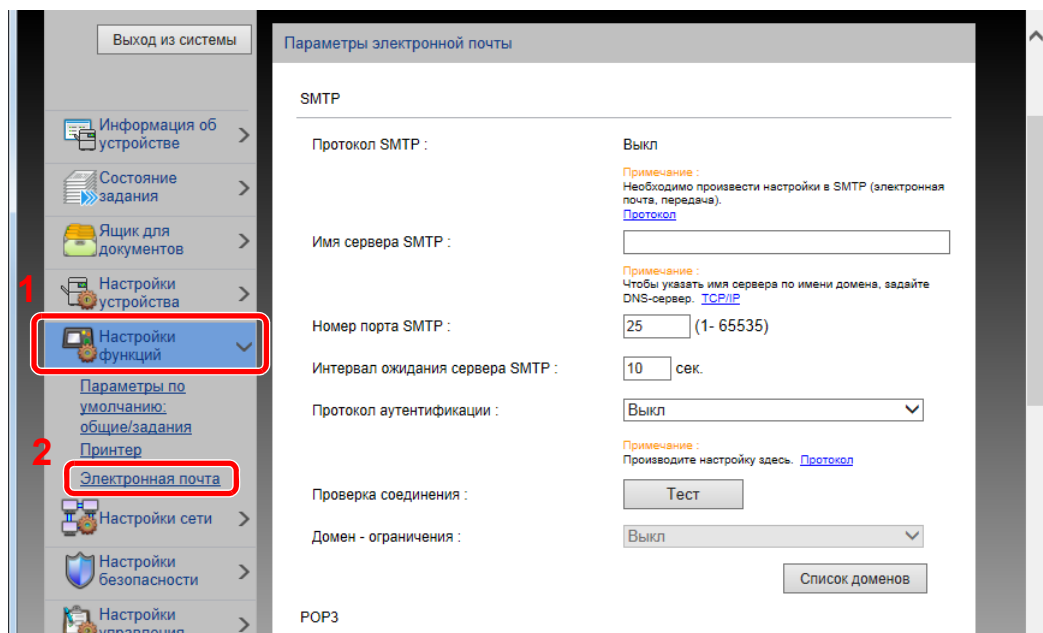 Выход из системы
Информация об
устройстве
Состояние
задания
Ящик для
документов
1
Настройки
устройства
Настройки
функций
Параметры по
умолчанию:
общие/задания
2
Принтер
Электронная почта
Настройки сети
Настройки
безопасности
Настройки
управления
Параметры электронной почты
SMTP
Протокол SMTP :
Выкл
Примечание :
Необходимо произвести настройки в SMTP (электронная
почта, передача).
Протокол
Имя сервера SMTP :
Примечание :
Чтобы указать имя сервера по имени домена, задайте
DNS-сервер. TCP/IP
Номер порта SMTP :
25 (1- 65535)
Интервал ожидания сервера SMTP :
10 сек.
Протокол аутентификации :
Выкл
Примечание :
Производите настройку здесь. Протокол
Проверка соединения :
Тест
Домен - ограничения :
Выкл
Список доменов
POP3